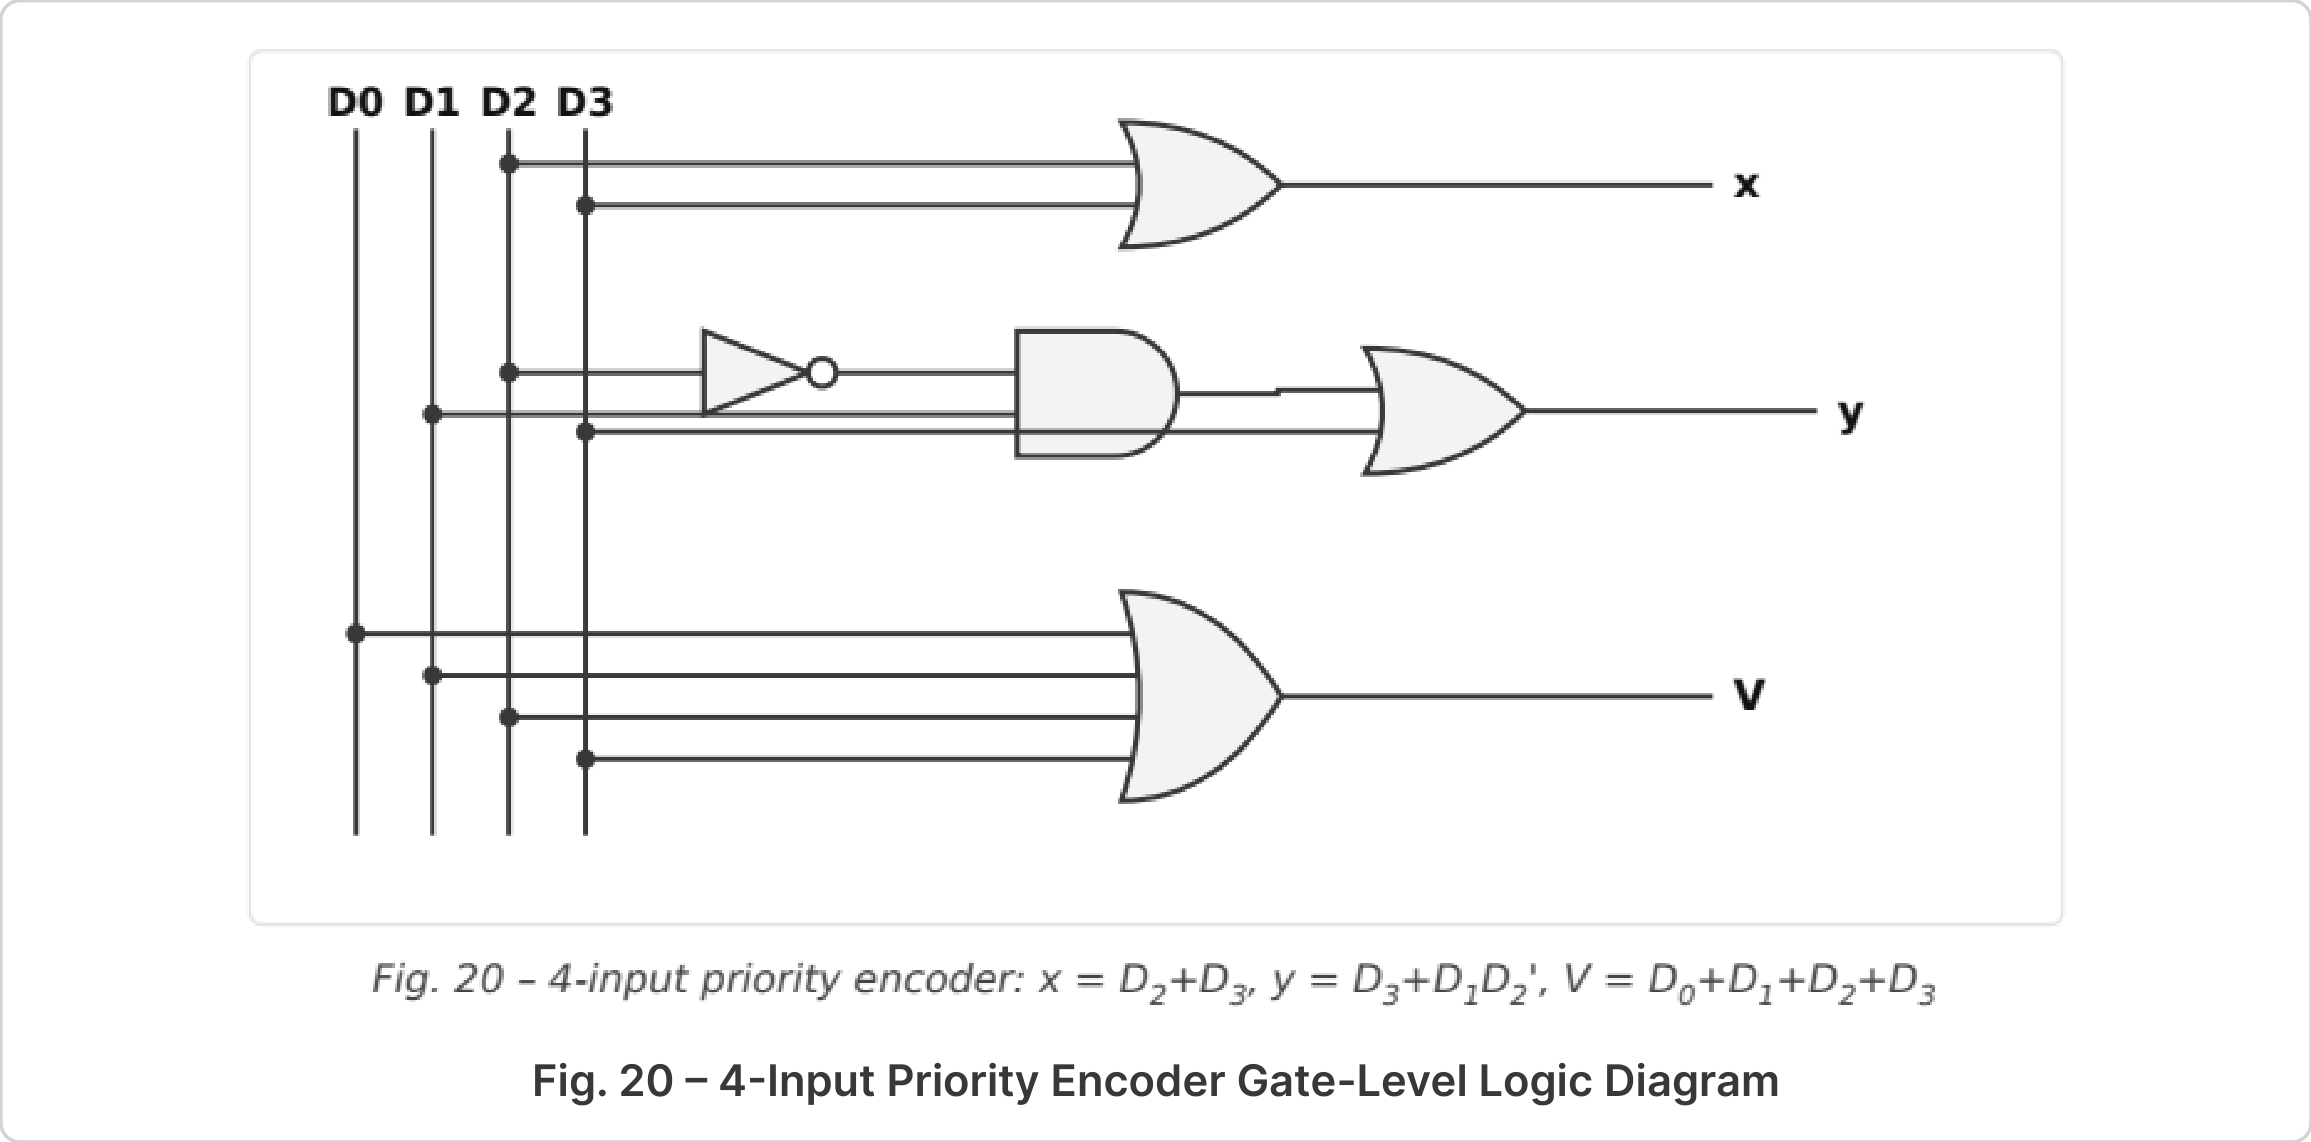 D0 D1 D2 D3
x
y
V
Fig. 20 – 4-input priority encoder: x = D₂+D₃, y = D₃+D₁D₂', V = D₀+D₁+D₂+D₃
Fig. 20 – 4-Input Priority Encoder Gate-Level Logic Diagram